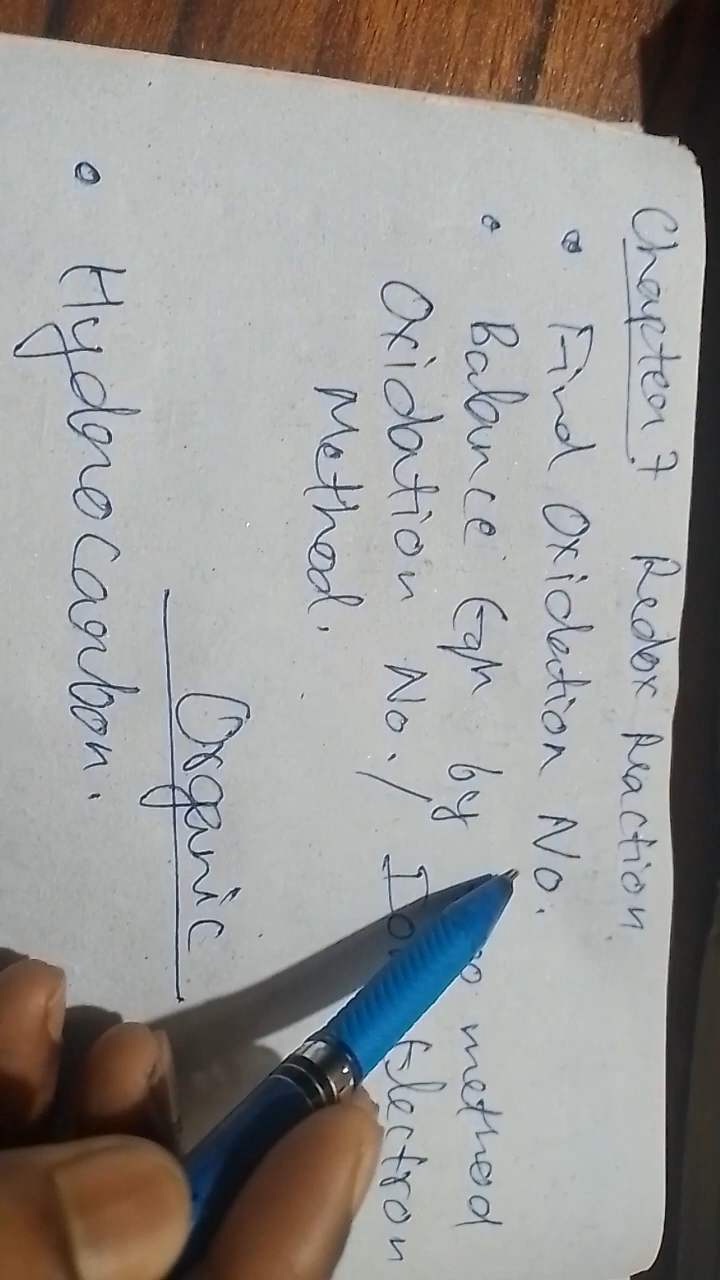 Chapter 7 Redox Reaction
• Find Oxidation No.
• Balance Eqn by method
Oxidation No. / Electron
Method.
Organic
• Hydrocarbon.